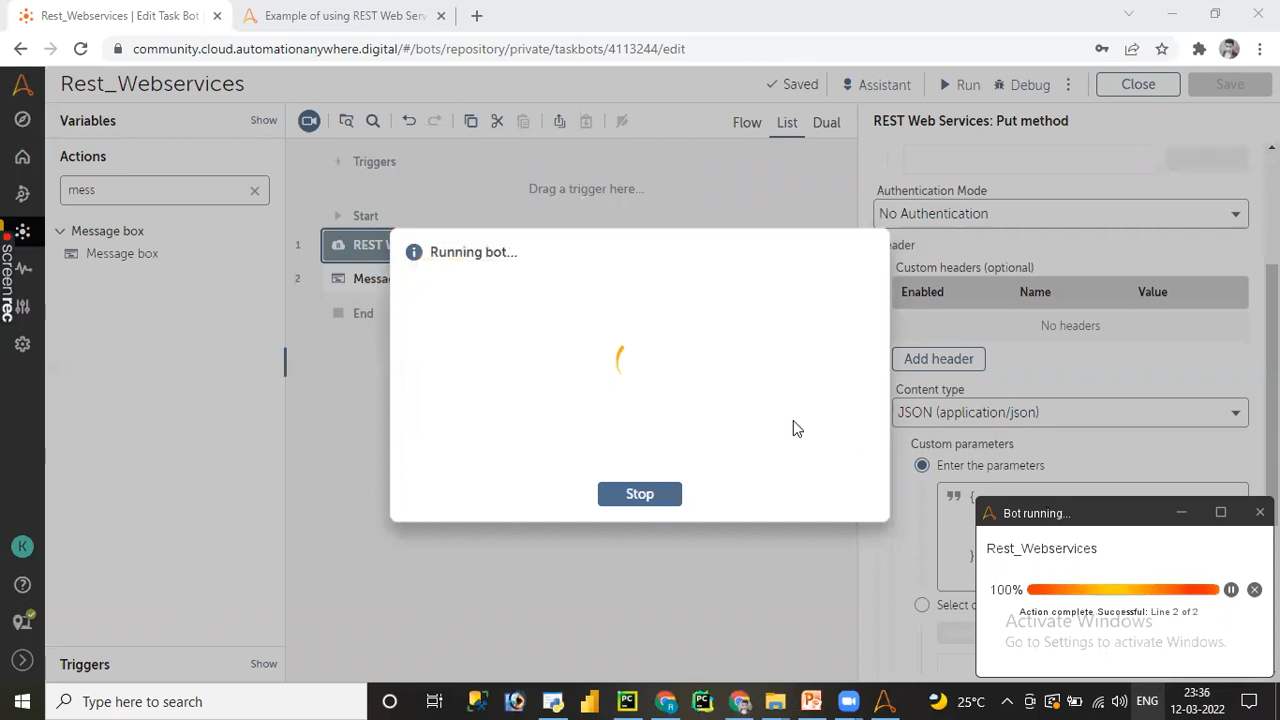 Rest_Webservices | Edit Task Bot
Example of using REST Web Serv
community.cloud.automationanywhere.digital/#/bots/repository/private/taskbots/4113244/edit
Rest_Webservices
Saved
Assistant
Run
Debug
Close
Save
Variables
Show
Flow
List
Dual
REST Web Services: Put method
Actions
mess
Message box
Message box
Triggers
Drag a trigger here...
Start
1
REST W
2
Messa
End
Running bot...
Stop
Authentication Mode
No Authentication
eader
Custom headers (optional)
Enabled
Name
Value
No headers
Add header
Content type
JSON (application/json)
Custom parameters
Enter the parameters
{
}
Select
Bot running...
Rest_Webservices
100%
Action complete. Successful: Line 2 of 2
Activate Windows
Go to Settings to activate Windows.
screenrec
K
Triggers
Show
Type here to search
25°C
ENG
23:36
12-03-2022